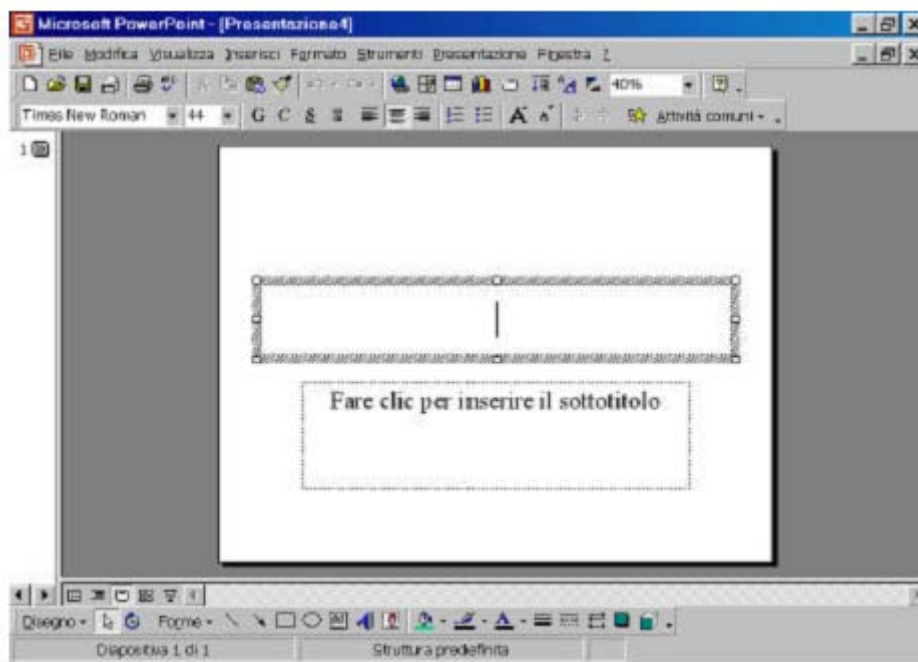 Microsoft PowerPoint - [Presentazione4]
File Modifica Visualizza Inserisci Formato Strumenti Presentazione Finestra ?
40%
Times New Roman 44 G C S S A A Attività comuni
1
Fare clic per inserire il sottotitolo
Disegno Forme A
Diapositiva 1 di 1 Struttura predefinita